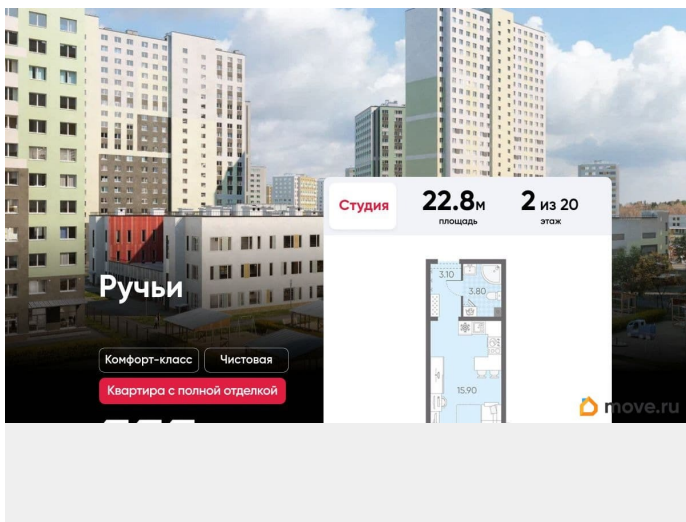 Студия
22.8м
площадь
2 из 20
этаж
3.10
3.80
15.90
Ручьи
Комфорт-класс
Чистовая
Квартира с полной отделкой
move.ru